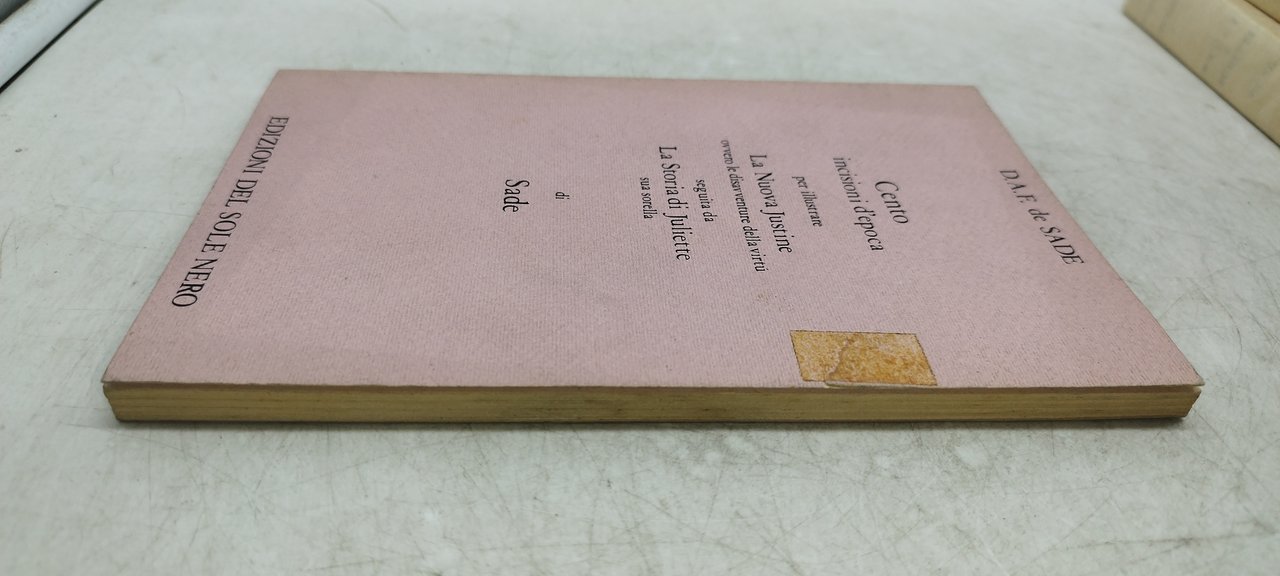 D.A.F. de SADE
Cento
incisioni d'epoca
per illustrare
La Nuova Justine
ovvero le disavventure della virtú
seguita da
La Storia di Juliette
sua sorella
di
Sade
EDIZIONI DEL SOLE NERO